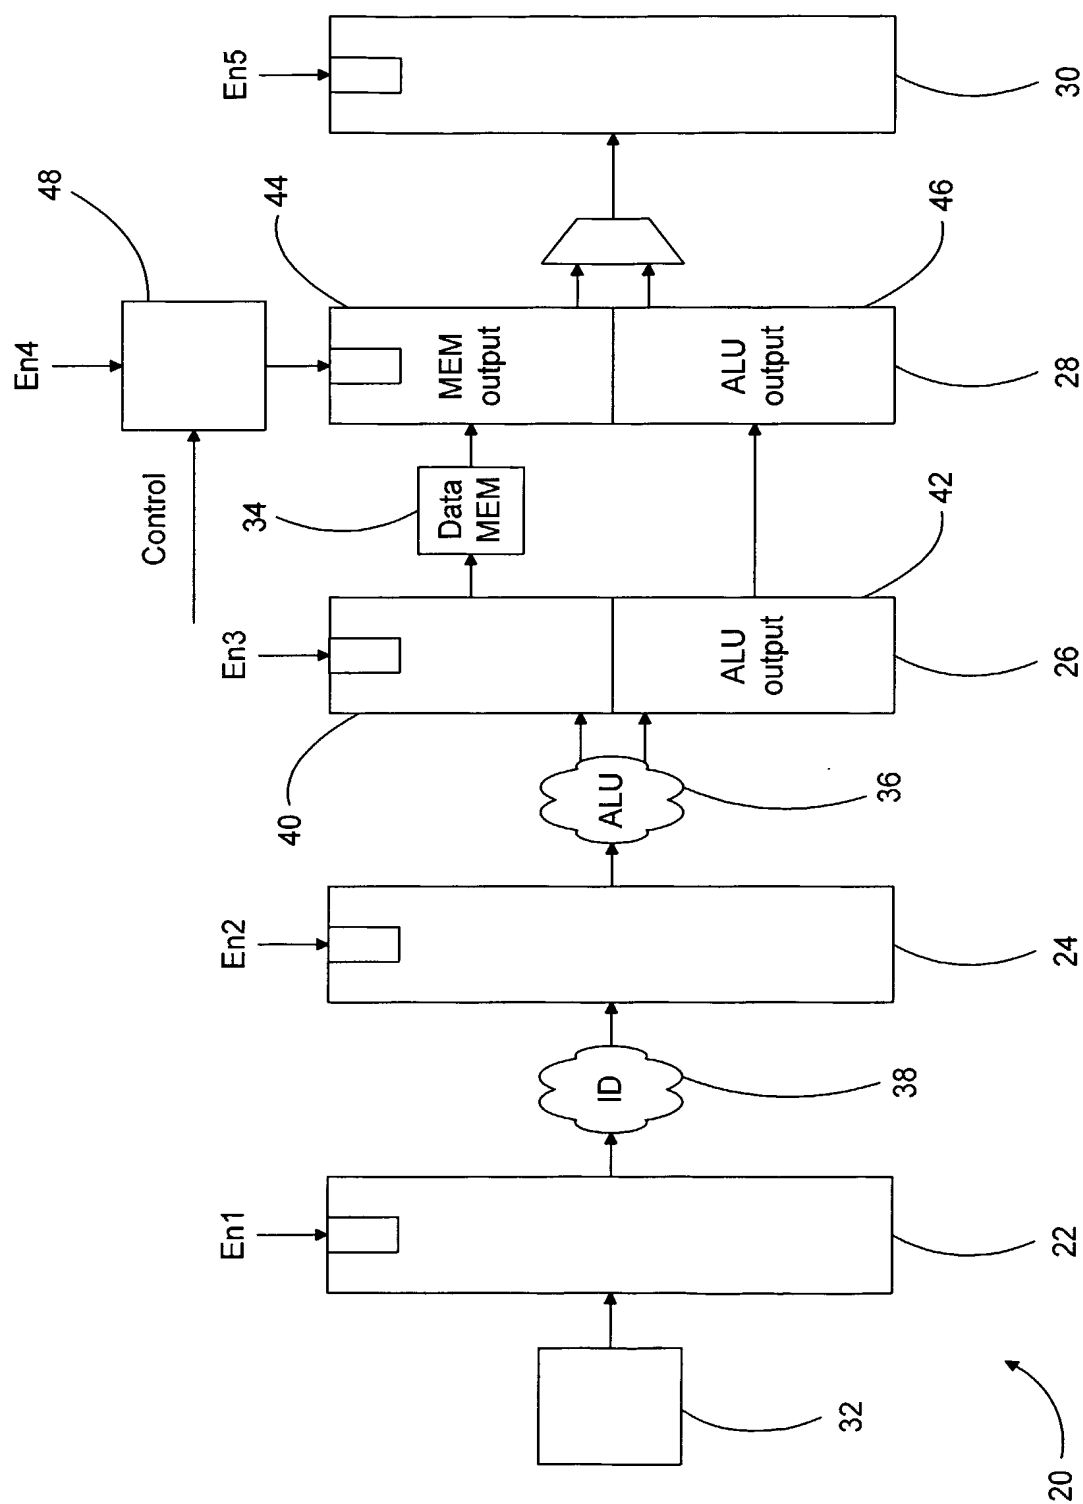 20
32
22
En1
ID
38
24
En2
ALU
36
40
En3
ALU
output
42
26
Data
MEM
34
Control
En4
48
44
MEM
output
ALU
output
46
28
En5
30